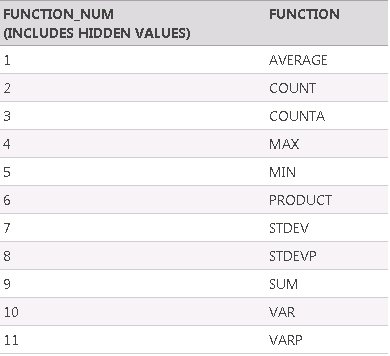 FUNCTION_NUM FUNCTION
(INCLUDES HIDDEN VALUES)
1 AVERAGE
2 COUNT
3 COUNTA
4 MAX
5 MIN
6 PRODUCT
7 STDEV
8 STDEVP
9 SUM
10 VAR
11 VARP